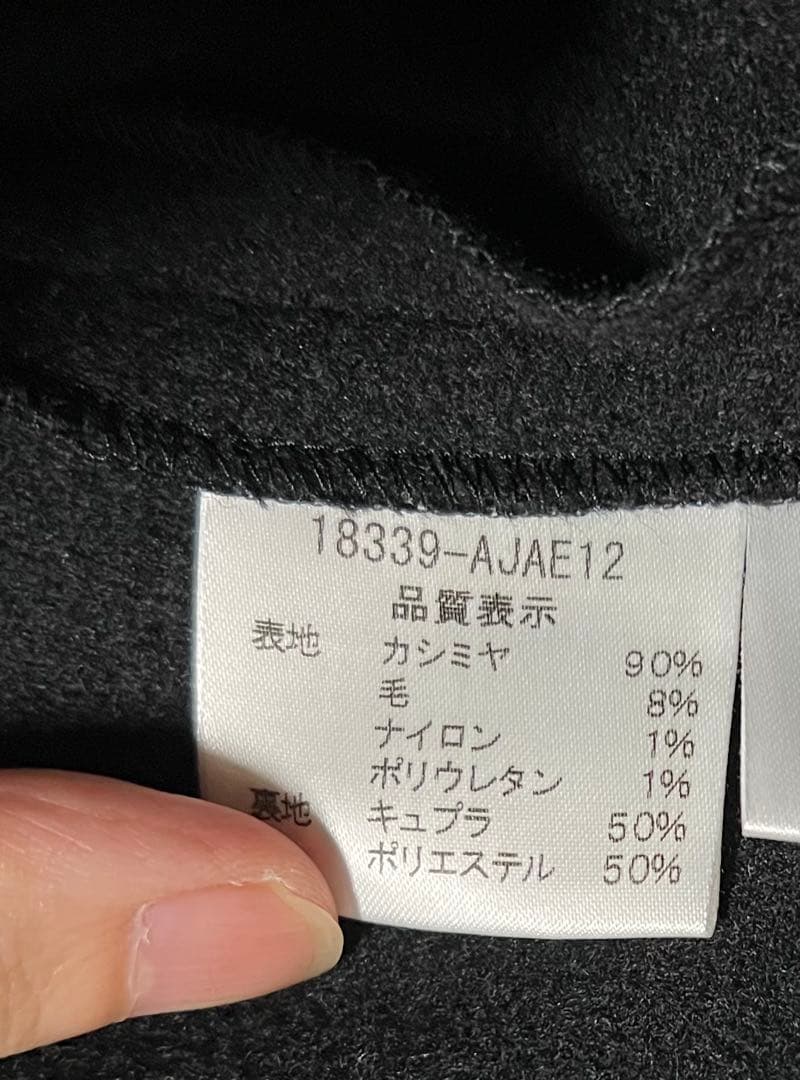 18339-AJAE12
品質表示
表地 カシミヤ 90%
毛 8%
ナイロン 1%
ポリウレタン 1%
裏地 キュプラ 50%
ポリエステル 50%